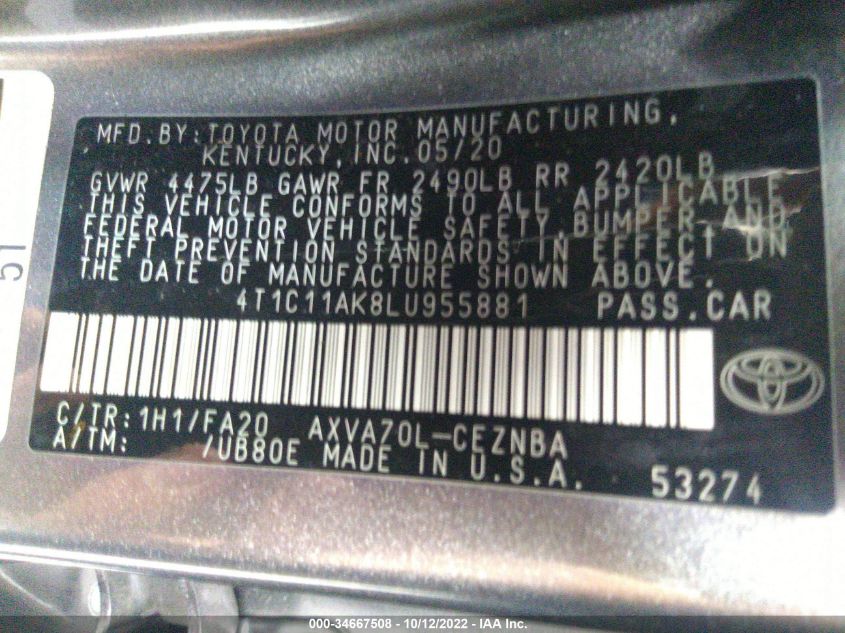 MFD.BY:TOYOTA MOTOR MANUFACTURING,
KENTUCKY,INC.05/20
GVWR 4475LB GAWR FR 2490LB RR 2420LB
THIS VEHICLE CONFORMS TO ALL APPLICABLE
FEDERAL MOTOR VEHICLE SAFETY,BUMPER,AND
THEFT PREVENTION STANDARDS IN EFFECT ON
THE DATE OF MANUFACTURE SHOWN ABOVE.
4T1C11AK8LU955881 PASS.CAR
C/TR:1H1/FA20 AXVA70L-CEZNBA
A/TM: /UB80E MADE IN U.S.A. 53274
51
000-34667508 - 10/12/2022 - IAA Inc.